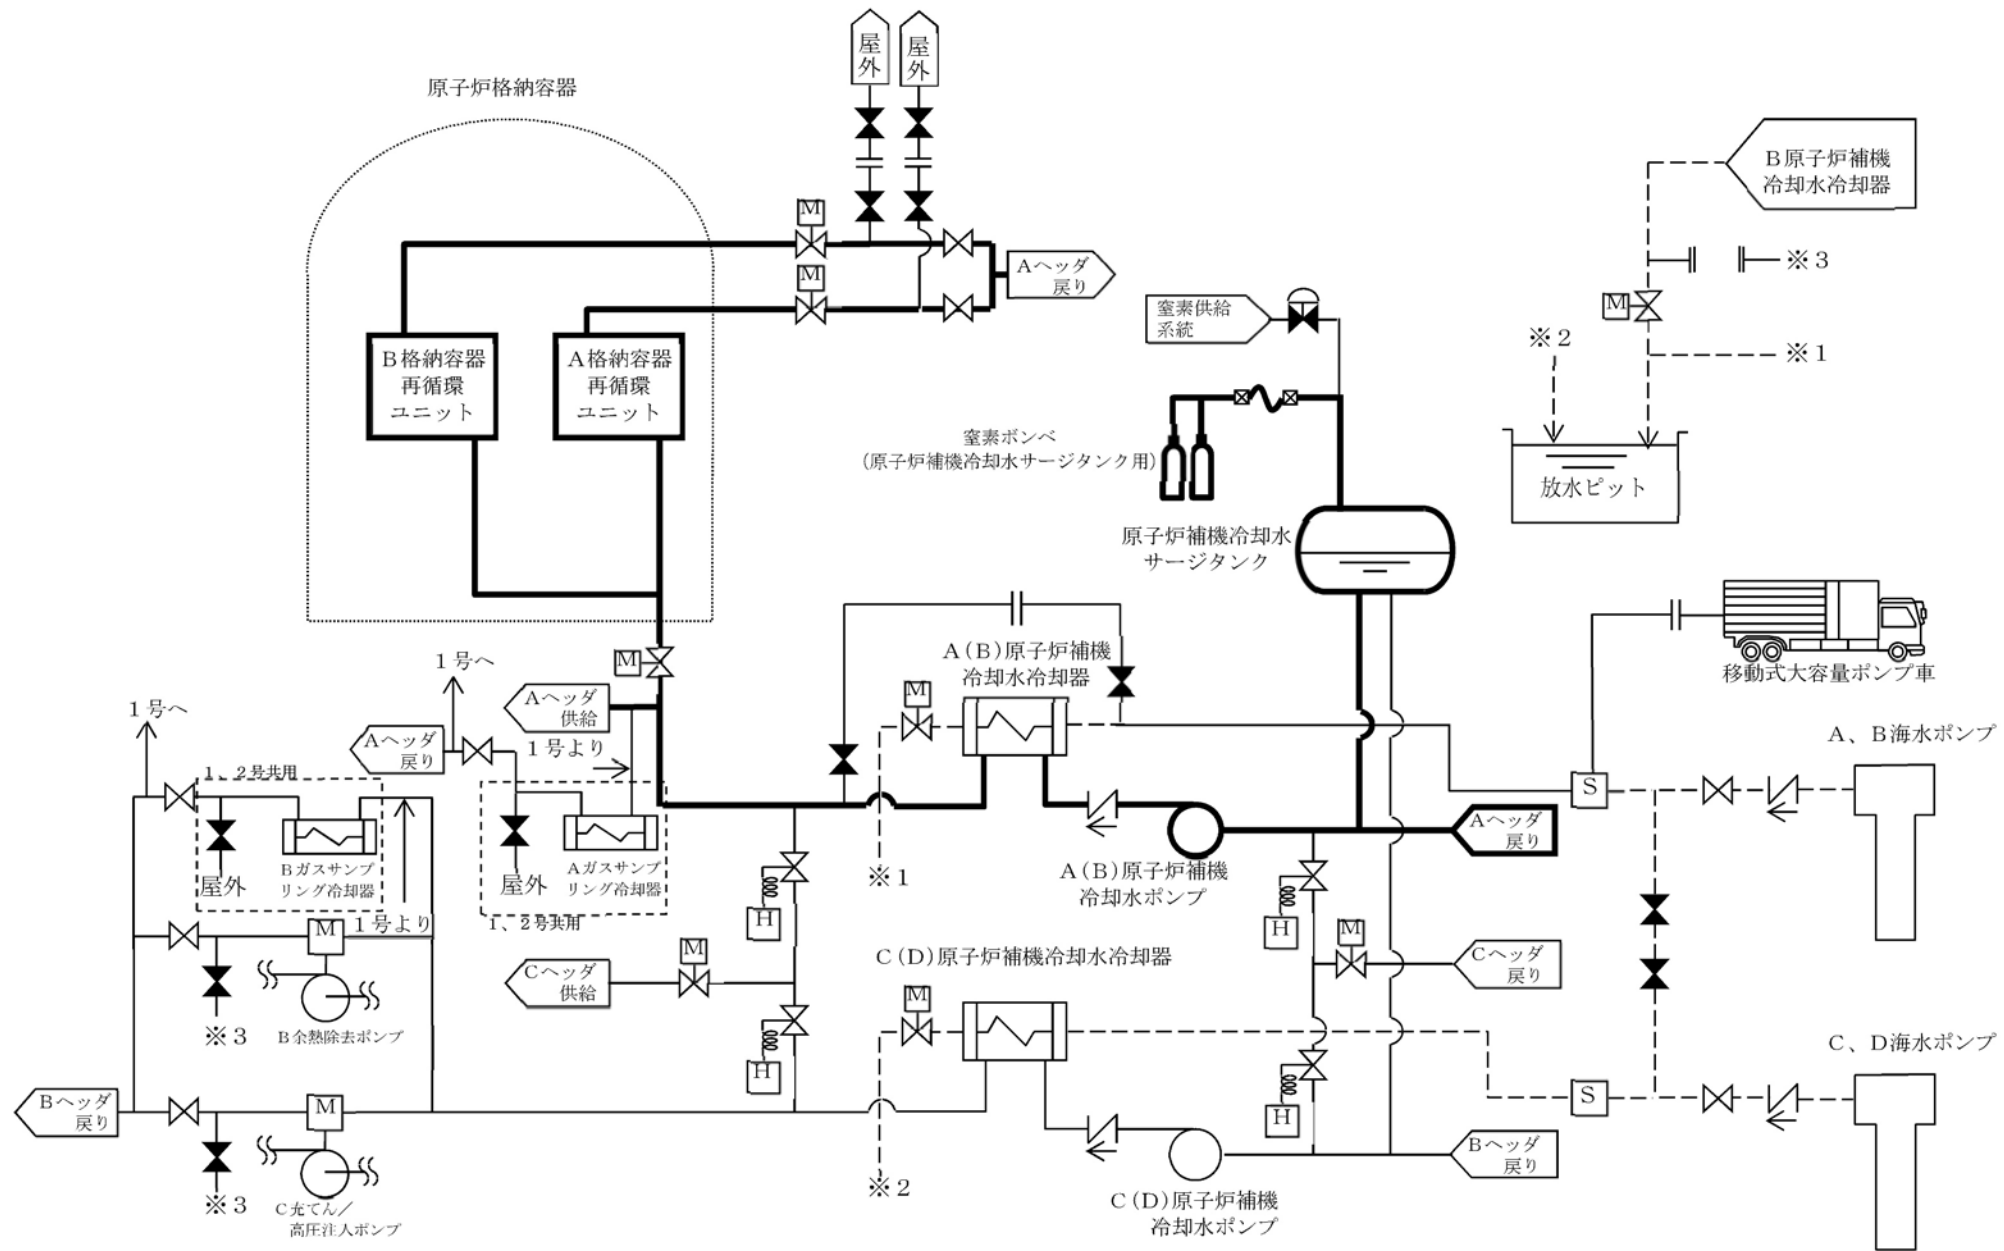 屋
外
屋
外
原子炉格納容器
B原子炉補機
冷却水冷却器
M
※3
Aヘッダ
戻り
M
窒素供給
系統
M
※2
※1
B格納容器
再循環
ユニット
A格納容器
再循環
ユニット
窒素ボンベ
(原子炉補機冷却水サージタンク用)
放水ピット
原子炉補機冷却水
サージタンク
移動式大容量ポンプ車
M
A(B)原子炉補機
冷却水冷却器
M
1号へ
1号へ
Aヘッダ
供給
Aヘッダ
戻り
1号より
A、B海水ポンプ
1、2号共用
S
Aヘッダ
戻り
Bガスサンプ
リング冷却器
屋外
Aガスサンプ
リング冷却器
屋外
※1
A(B)原子炉補機
冷却水ポンプ
1号より
1、2号共用
H
H
M
M
M
Cヘッダ
供給
C(D)原子炉補機冷却水冷却器
Cヘッダ
戻り
M
※3
B余熱除去ポンプ
H
C、D海水ポンプ
S
H
Bヘッダ
戻り
M
Bヘッダ
戻り
※3
C充てん/
高圧注入ポンプ
※2
C(D)原子炉補機
冷却水ポンプ